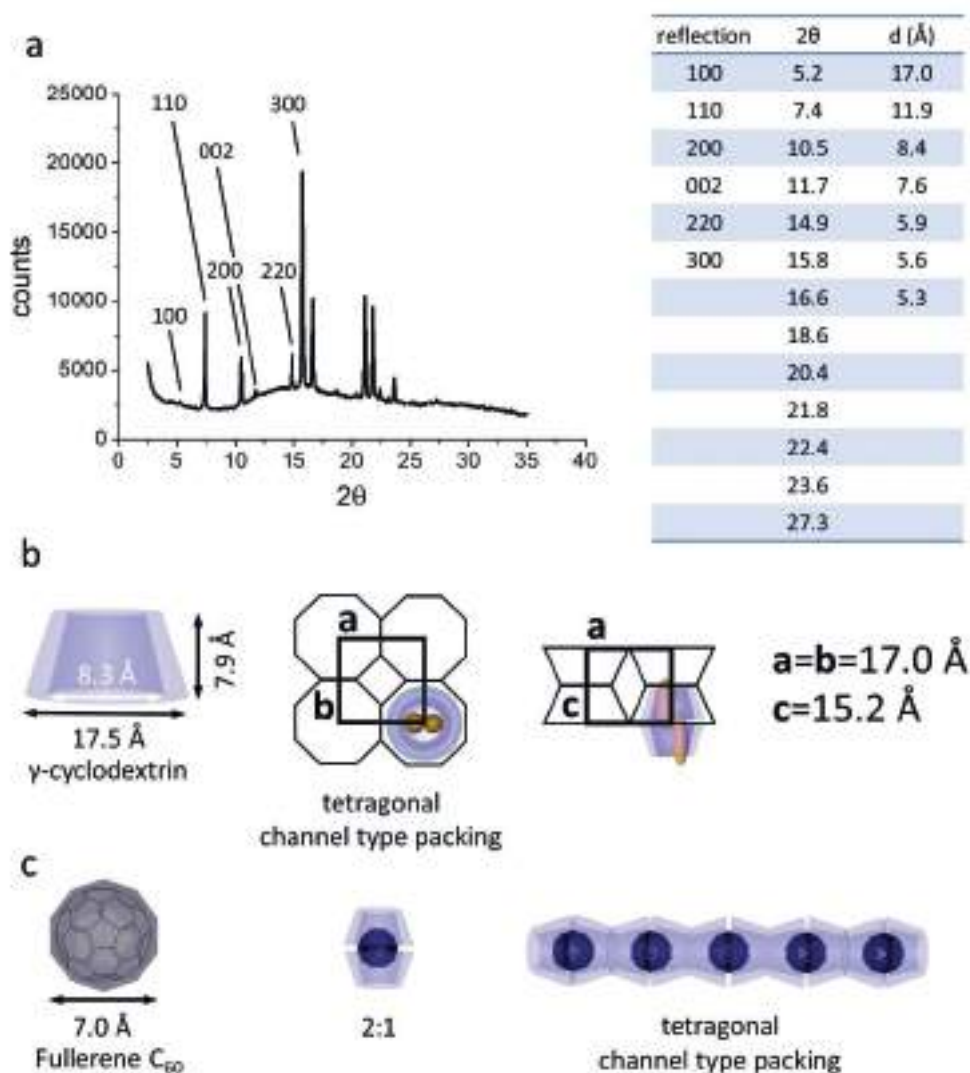 a
25000
20000
15000
10000
5000
0
counts
0 5 10 15 20 25 30 35 40
2θ
100
110
200
002
220
300
reflection 2θ d (Å)
100 5.2 17.0
110 7.4 11.9
200 10.5 8.4
002 11.7 7.6
220 14.9 5.9
300 15.8 5.6
16.6 5.3
18.6
20.4
21.8
22.4
23.6
27.3
b
8.3 Å
7.9 Å
17.5 Å
γ-cyclodextrin
a
b
tetragonal
channel type packing
a
c
a=b=17.0 Å
c=15.2 Å
c
7.0 Å
Fullerene C60
2:1
tetragonal
channel type packing